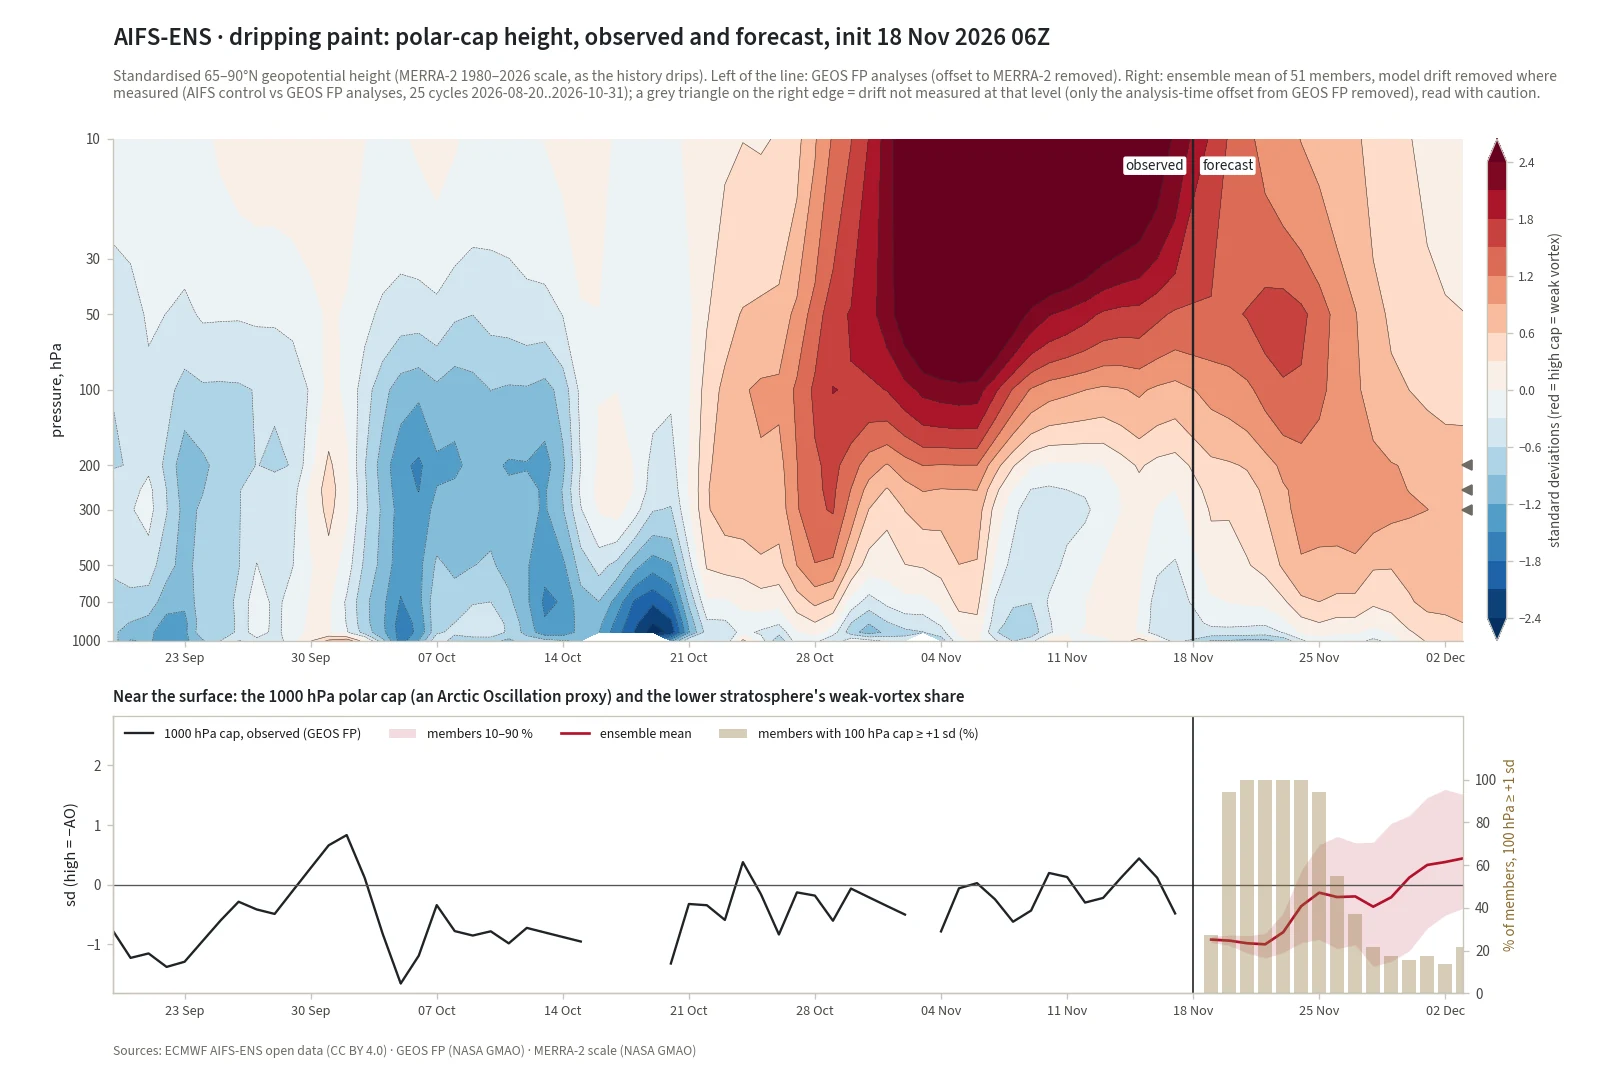 AIFS-ENS · dripping paint: polar-cap height, observed and forecast, init 18 Nov 2026 06Z
Standardised 65–90°N geopotential height (MERRA-2 1980–2026 scale, as the history drips). Left of the line: GEOS FP analyses (offset to MERRA-2 removed). Right: ensemble mean of 51 members, model drift removed where
measured (AIFS control vs GEOS FP analyses, 25 cycles 2026-08-20..2026-10-31); a grey triangle on the right edge = drift not measured at that level (only the analysis-time offset from GEOS FP removed), read with caution.
pressure, hPa
10
30
50
100
200
300
500
700
1000
observed
forecast
23 Sep
30 Sep
07 Oct
14 Oct
21 Oct
28 Oct
04 Nov
11 Nov
18 Nov
25 Nov
02 Dec
2.4
1.8
1.2
0.6
0.0
−0.6
−1.2
−1.8
−2.4
standard deviations (red = high cap = weak vortex)
Near the surface: the 1000 hPa polar cap (an Arctic Oscillation proxy) and the lower stratosphere's weak-vortex share
1000 hPa cap, observed (GEOS FP)
members 10–90 %
ensemble mean
members with 100 hPa cap ≥ +1 sd (%)
sd (high = −AO)
2
1
0
−1
100
80
60
40
20
0
% of members, 100 hPa ≥ +1 sd
23 Sep
30 Sep
07 Oct
14 Oct
21 Oct
28 Oct
04 Nov
11 Nov
18 Nov
25 Nov
02 Dec
Sources: ECMWF AIFS-ENS open data (CC BY 4.0) · GEOS FP (NASA GMAO) · MERRA-2 scale (NASA GMAO)